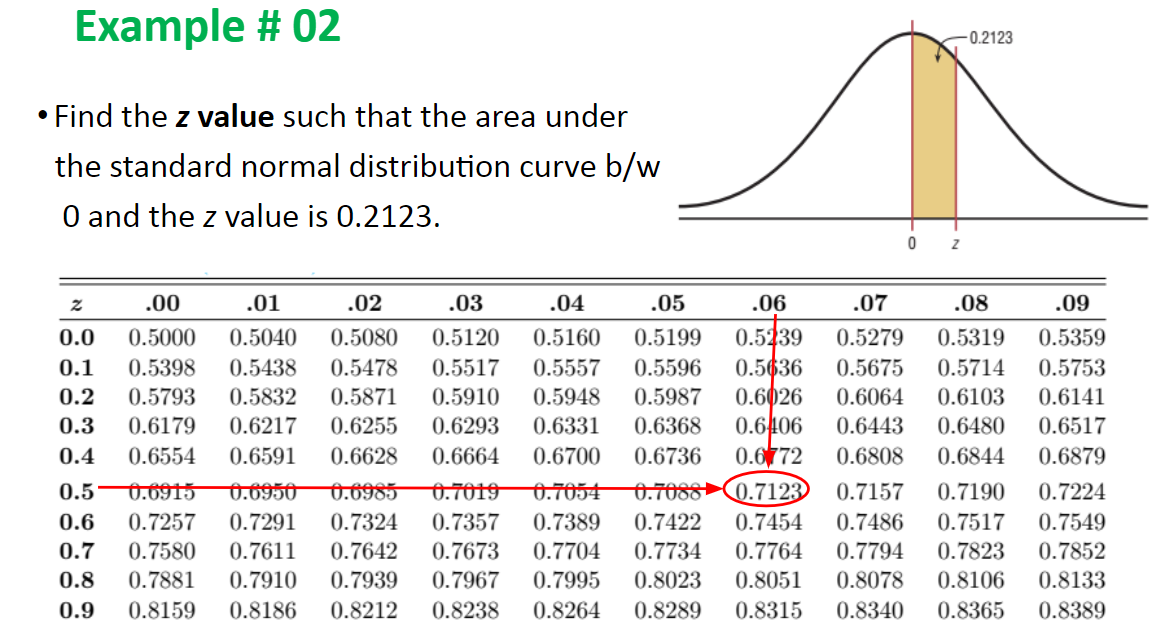 Example # 02
0.2123
• Find the z value such that the area under
the standard normal distribution curve b/w
0 and the z value is 0.2123.
0 z
z .00 .01 .02 .03 .04 .05 .06 .07 .08 .09
0.0 0.5000 0.5040 0.5080 0.5120 0.5160 0.5199 0.5239 0.5279 0.5319 0.5359
0.1 0.5398 0.5438 0.5478 0.5517 0.5557 0.5596 0.5636 0.5675 0.5714 0.5753
0.2 0.5793 0.5832 0.5871 0.5910 0.5948 0.5987 0.6026 0.6064 0.6103 0.6141
0.3 0.6179 0.6217 0.6255 0.6293 0.6331 0.6368 0.6406 0.6443 0.6480 0.6517
0.4 0.6554 0.6591 0.6628 0.6664 0.6700 0.6736 0.6772 0.6808 0.6844 0.6879
0.5 0.6915 0.6950 0.6985 0.7019 0.7054 0.7088 0.7123 0.7157 0.7190 0.7224
0.6 0.7257 0.7291 0.7324 0.7357 0.7389 0.7422 0.7454 0.7486 0.7517 0.7549
0.7 0.7580 0.7611 0.7642 0.7673 0.7704 0.7734 0.7764 0.7794 0.7823 0.7852
0.8 0.7881 0.7910 0.7939 0.7967 0.7995 0.8023 0.8051 0.8078 0.8106 0.8133
0.9 0.8159 0.8186 0.8212 0.8238 0.8264 0.8289 0.8315 0.8340 0.8365 0.8389